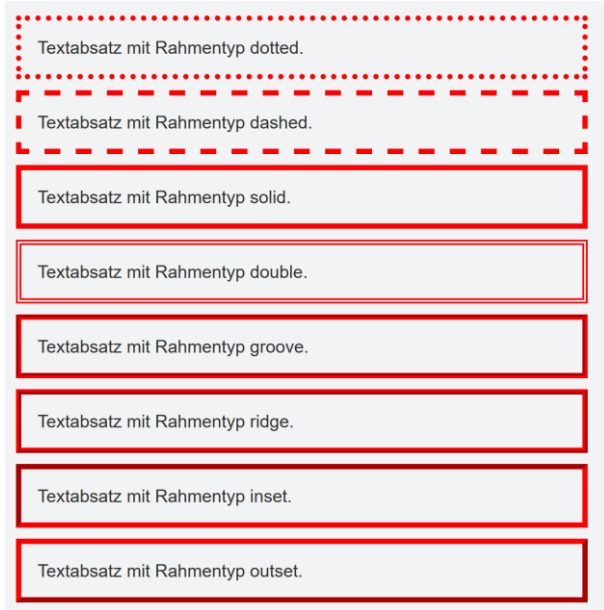 Textabsatz mit Rahmentyp dotted.
Textabsatz mit Rahmentyp dashed.
Textabsatz mit Rahmentyp solid.
Textabsatz mit Rahmentyp double.
Textabsatz mit Rahmentyp groove.
Textabsatz mit Rahmentyp ridge.
Textabsatz mit Rahmentyp inset.
Textabsatz mit Rahmentyp outset.